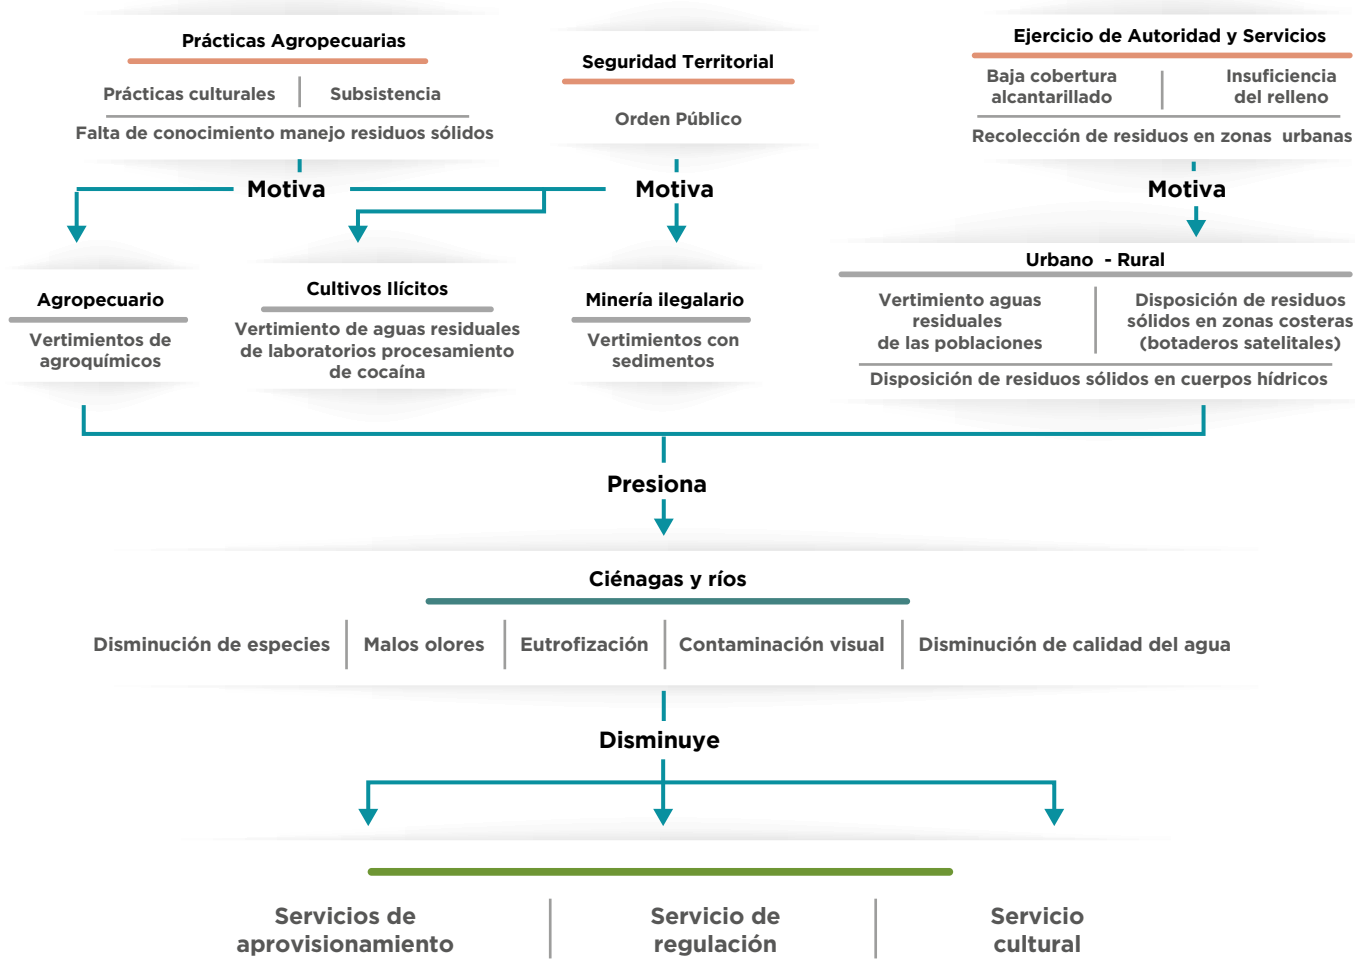 Prácticas Agropecuarias
Prácticas culturales
Subsistencia
Falta de conocimiento manejo residuos sólidos
Seguridad Territorial
Orden Público
Ejercicio de Autoridad y Servicios
Baja cobertura
alcantarillado
Insuficiencia
del relleno
Recolección de residuos en zonas urbanas
Motiva
Motiva
Motiva
Agropecuario
Vertimientos de
agroquímicos
Cultivos Ilícitos
Vertimiento de aguas residuales
de laboratorios procesamiento
de cocaína
Minería ilegalario
Vertimientos con
sedimentos
Urbano - Rural
Vertimiento aguas
residuales
de las poblaciones
Disposición de residuos
sólidos en zonas costeras
(botaderos satelitales)
Disposición de residuos sólidos en cuerpos hídricos
Presiona
Ciénagas y ríos
Disminución de especies
Malos olores
Eutrofización
Contaminación visual
Disminución de calidad del agua
Disminuye
Servicios de
aprovisionamiento
Servicio de
regulación
Servicio
cultural